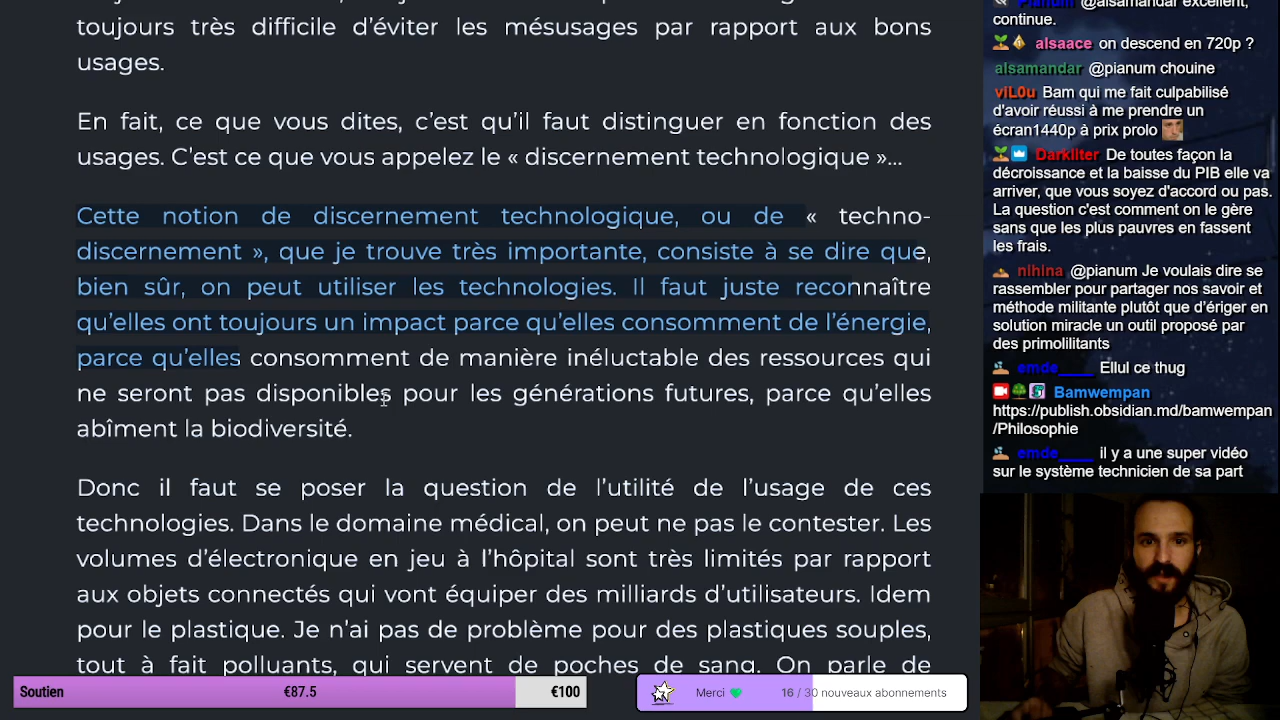 toujours très difficile d'éviter les mésusages par rapport aux bons
usages.
En fait, ce que vous dites, c'est qu'il faut distinguer en fonction des
usages. C'est ce que vous appelez le « discernement technologique »...
Cette notion de discernement technologique, ou de « techno-
discernement », que je trouve très importante, consiste à se dire que,
bien sûr, on peut utiliser les technologies. Il faut juste reconnaître
qu'elles ont toujours un impact parce qu'elles consomment de l'énergie,
parce qu'elles consomment de manière inéluctable des ressources qui
ne seront pas disponibles pour les générations futures, parce qu'elles
abîment la biodiversité.
Donc il faut se poser la question de l'utilité de l'usage de ces
technologies. Dans le domaine médical, on peut ne pas le contester. Les
volumes d'électronique en jeu à l'hôpital sont très limités par rapport
aux objets connectés qui vont équiper des milliards d'utilisateurs. Idem
pour le plastique. Je n'ai pas de problème pour des plastiques souples,
tout à fait polluants, qui servent de poches de sang. On parle de
Soutien €87.5 €100
Merci 16 / 30 nouveaux abonnements
Pianum @alsamandar excellent,
continue.
alsaace on descend en 720p ?
alsamandar @pianum chouine
viL0u Bam qui me fait culpabilisé
d'avoir réussi à me prendre un
écran1440p à prix prolo
Darkilter De toutes façon la
décroissance et la baisse du PIB elle va
arriver, que vous soyez d'accord ou pas.
La question c'est comment on le gère
sans que les plus pauvres en fassent
les frais.
nihina @pianum Je voulais dire se
rassembler pour partager nos savoir et
méthode militante plutôt que d'ériger en
solution miracle un outil proposé par
des primolilitants
emde____ Ellul ce thug
Bamwempan
https://publish.obsidian.md/bamwempan
/Philosophie
emde____ il y a une super vidéo
sur le système technicien de sa part